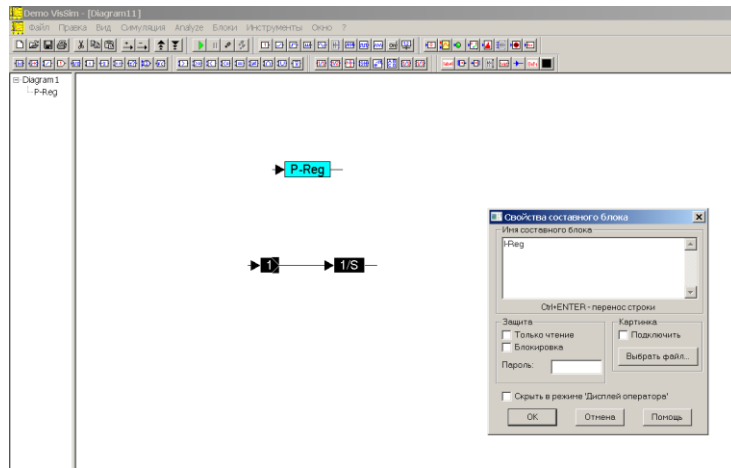 Demo VisSim - [Diagram11]
Файл Правка Вид Симуляция Analyze Блоки Инструменты Окно ?
Diagram1
P-Reg
P-Reg
1
1/S
Свойства составного блока
Имя составного блока
I-Reg
Ctrl+ENTER - перенос строки
Защита
Только чтение
Блокировка
Пароль:
Картинка
Подключить
Выбрать файл...
Скрыть в режиме 'Дисплей оператора'
OK
Отмена
Помощь